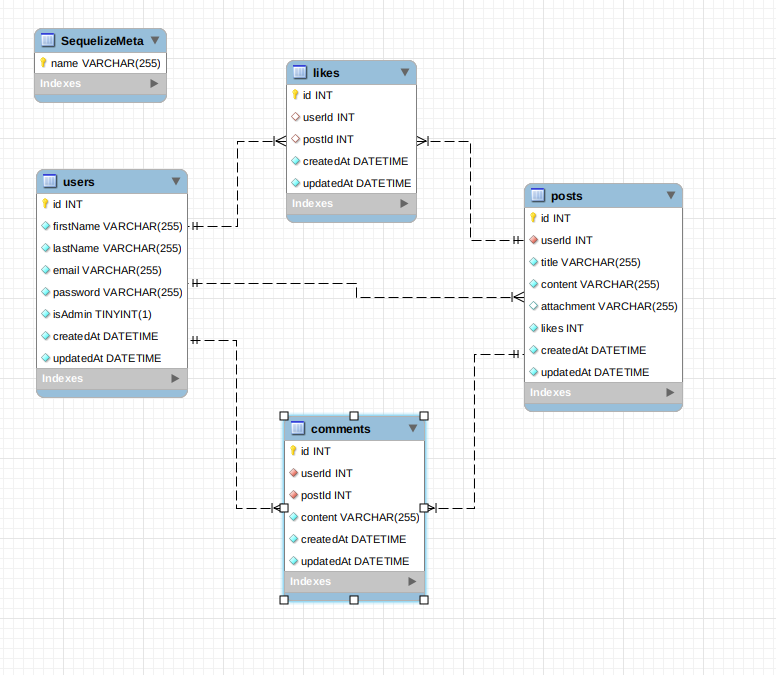 SequelizeMeta
name VARCHAR(255)
Indexes
likes
id INT
userId INT
postId INT
createdAt DATETIME
updatedAt DATETIME
Indexes
users
id INT
firstName VARCHAR(255)
lastName VARCHAR(255)
email VARCHAR(255)
password VARCHAR(255)
isAdmin TINYINT(1)
createdAt DATETIME
updatedAt DATETIME
Indexes
posts
id INT
userId INT
title VARCHAR(255)
content VARCHAR(255)
attachment VARCHAR(255)
likes INT
createdAt DATETIME
updatedAt DATETIME
Indexes
comments
id INT
userId INT
postId INT
content VARCHAR(255)
createdAt DATETIME
updatedAt DATETIME
Indexes